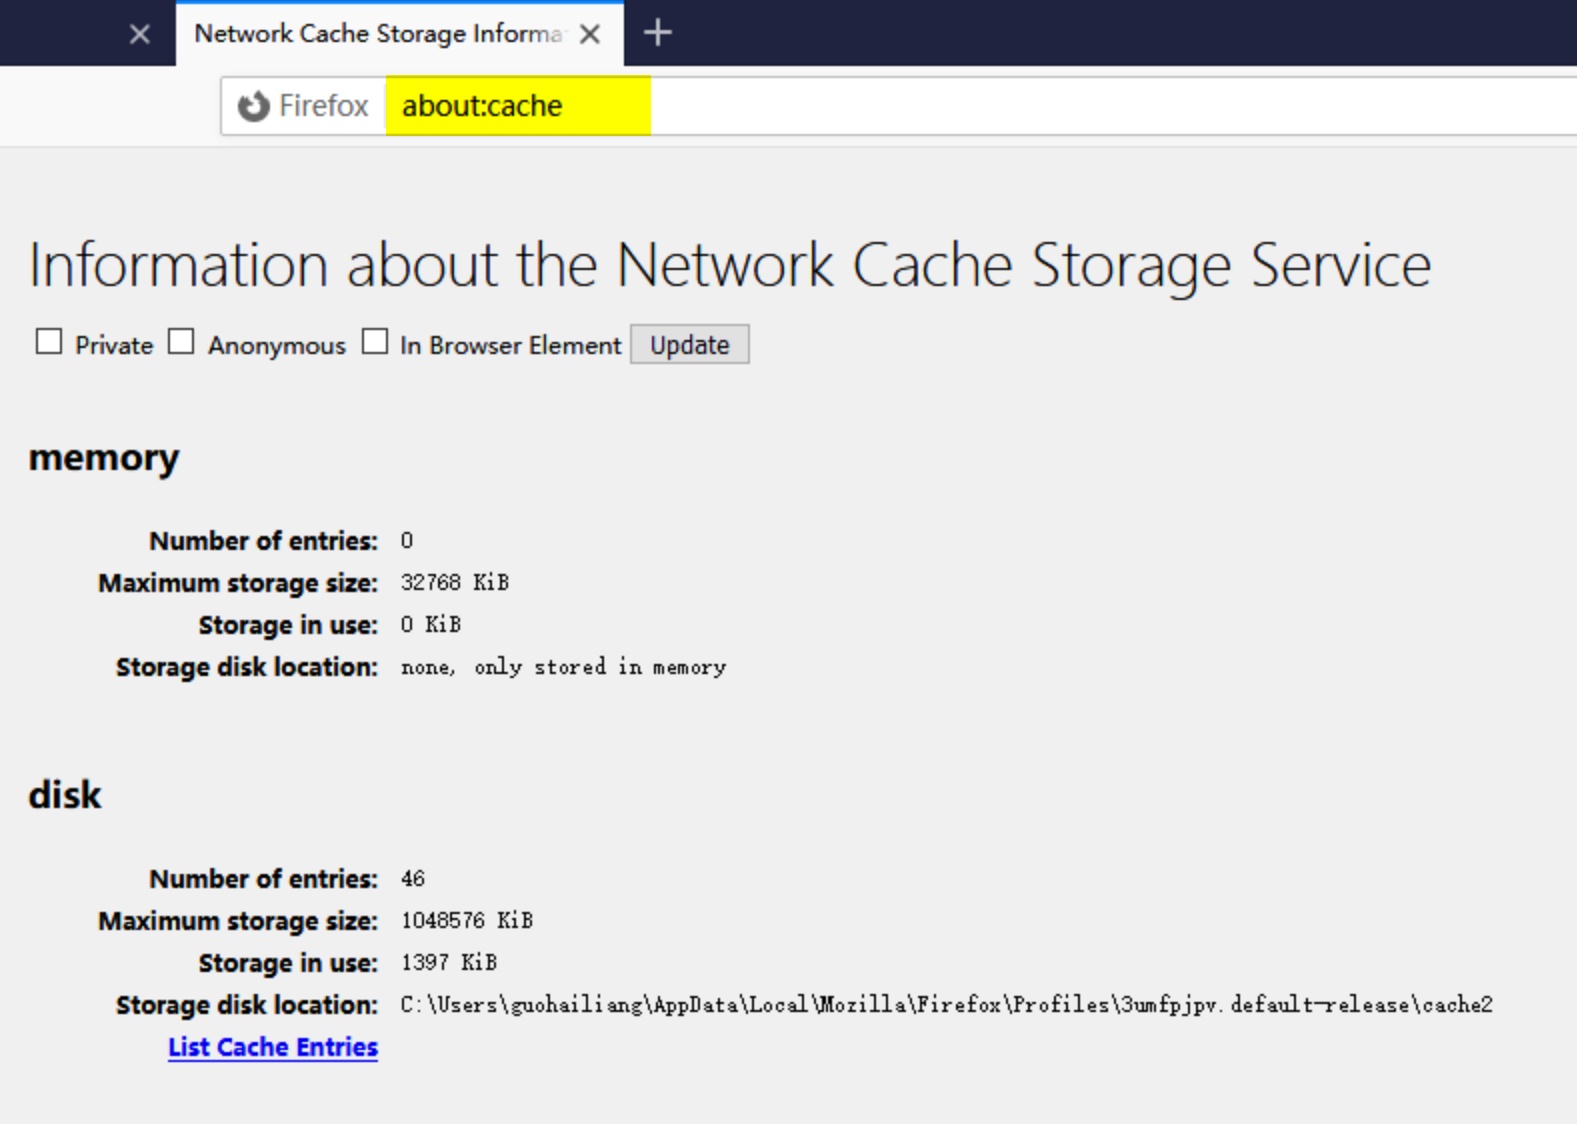 Network Cache Storage Informa
Firefox about:cache
Information about the Network Cache Storage Service
Private Anonymous In Browser Element Update
memory
Number of entries: 0
Maximum storage size: 32768 KiB
Storage in use: 0 KiB
Storage disk location: none, only stored in memory
disk
Number of entries: 46
Maximum storage size: 1048576 KiB
Storage in use: 1397 KiB
Storage disk location: C:\Users\guohailiang\AppData\Local\Mozilla\Firefox\Profiles\3umfpjpv.default-release\cache2
List Cache Entries